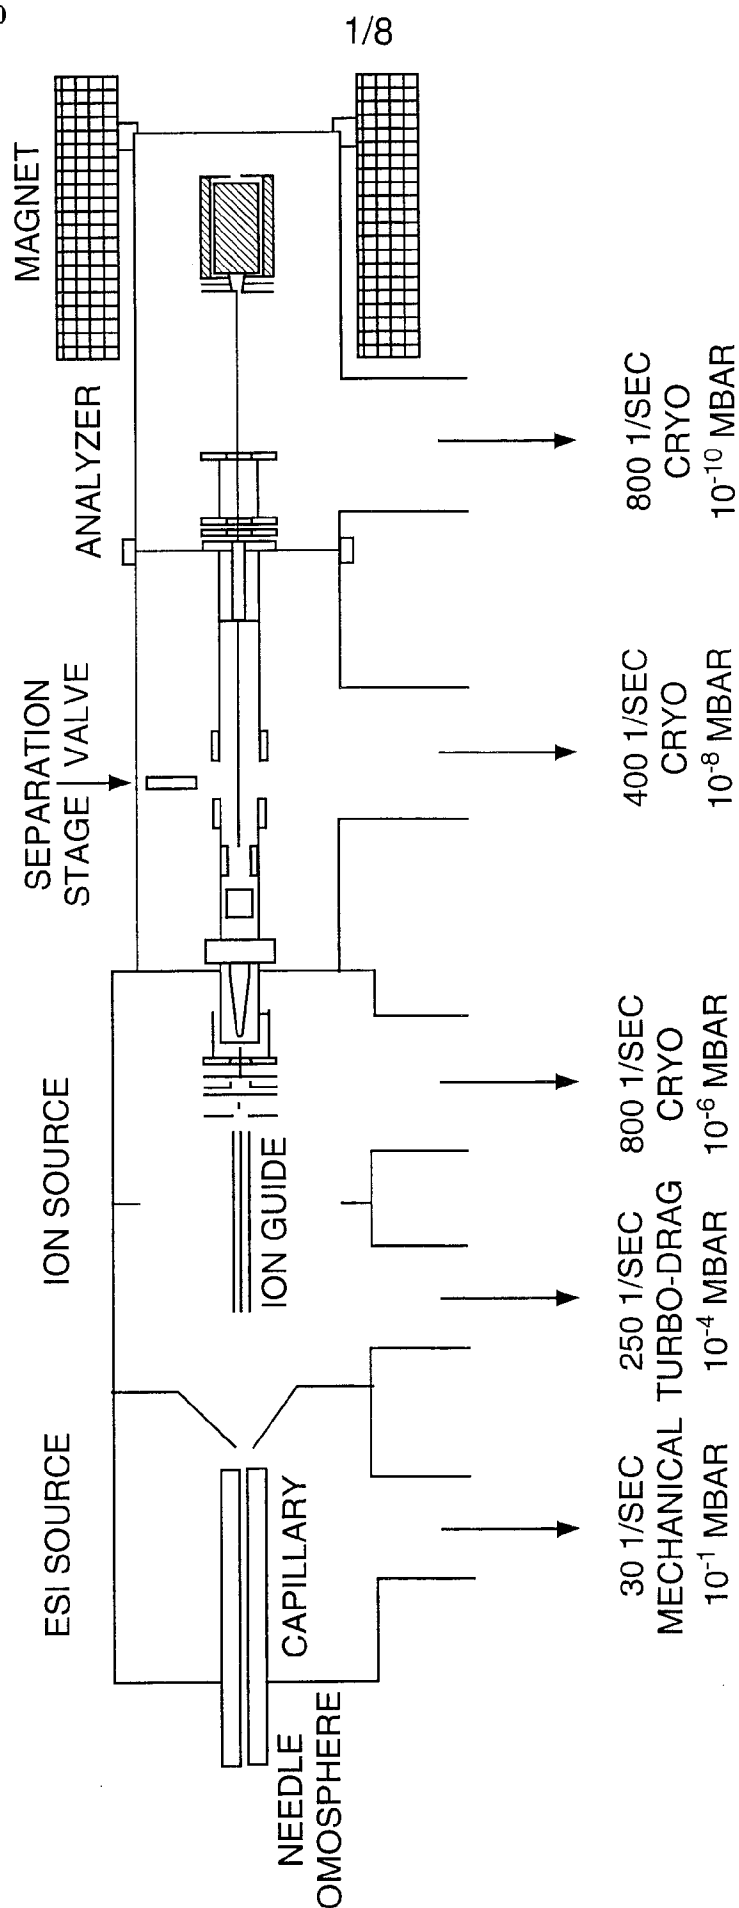 1/8
MAGNET
ANALYZER
SEPARATION
STAGE VALVE
ION SOURCE
ION GUIDE
ESI SOURCE
CAPILLARY
NEEDLE
OMOSPHERE
30 1/SEC
MECHANICAL
10⁻¹ MBAR
250 1/SEC
TURBO-DRAG
10⁻⁴ MBAR
800 1/SEC
CRYO
10⁻⁶ MBAR
400 1/SEC
CRYO
10⁻⁸ MBAR
800 1/SEC
CRYO
10⁻¹⁰ MBAR